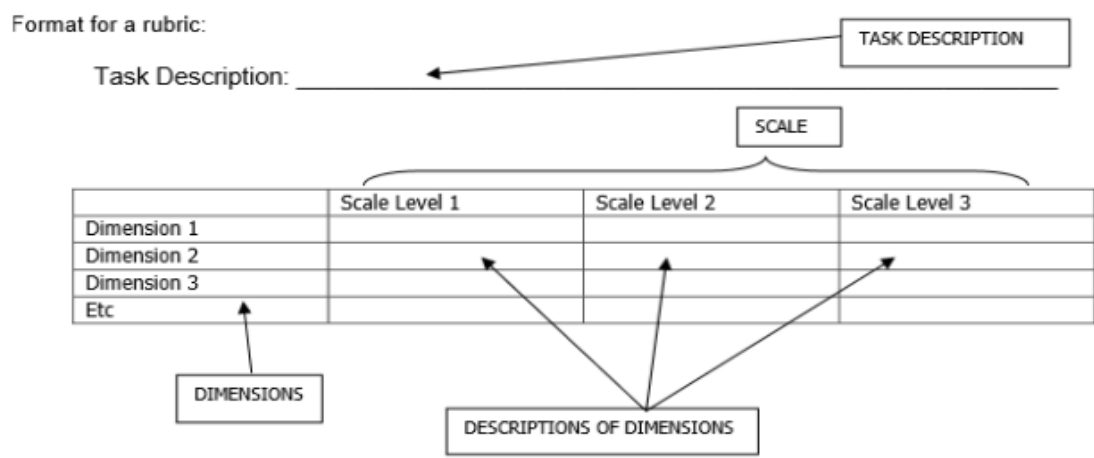 Format for a rubric:
TASK DESCRIPTION
Task Description: ____________________
SCALE
Scale Level 1 Scale Level 2 Scale Level 3
Dimension 1
Dimension 2
Dimension 3
Etc
DIMENSIONS
DESCRIPTIONS OF DIMENSIONS